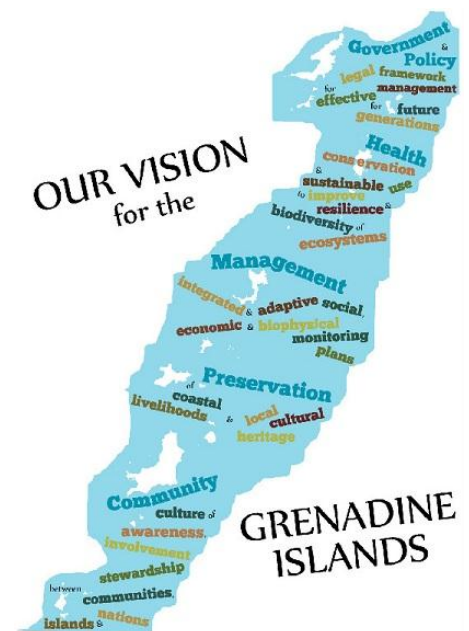 OUR VISION
for the
GRENADINE
ISLANDS
Government
&
Policy
legal framework
for management
effective for future
generations
Health
conservation
&
sustainable use
to improve
resilience &
biodiversity of
ecosystems
Management
integrated & adaptive social,
economic & biophysical
monitoring
plans
Preservation
of coastal
livelihoods & local
cultural
heritage
Community
culture of
awareness,
involvement
stewardship
between
communities,
islands & nations